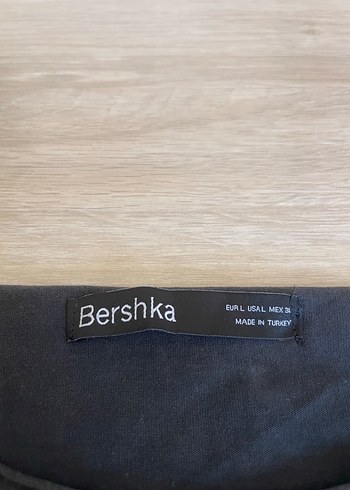 Bershka
EUR L USA L MEX 30
MADE IN TURKEY